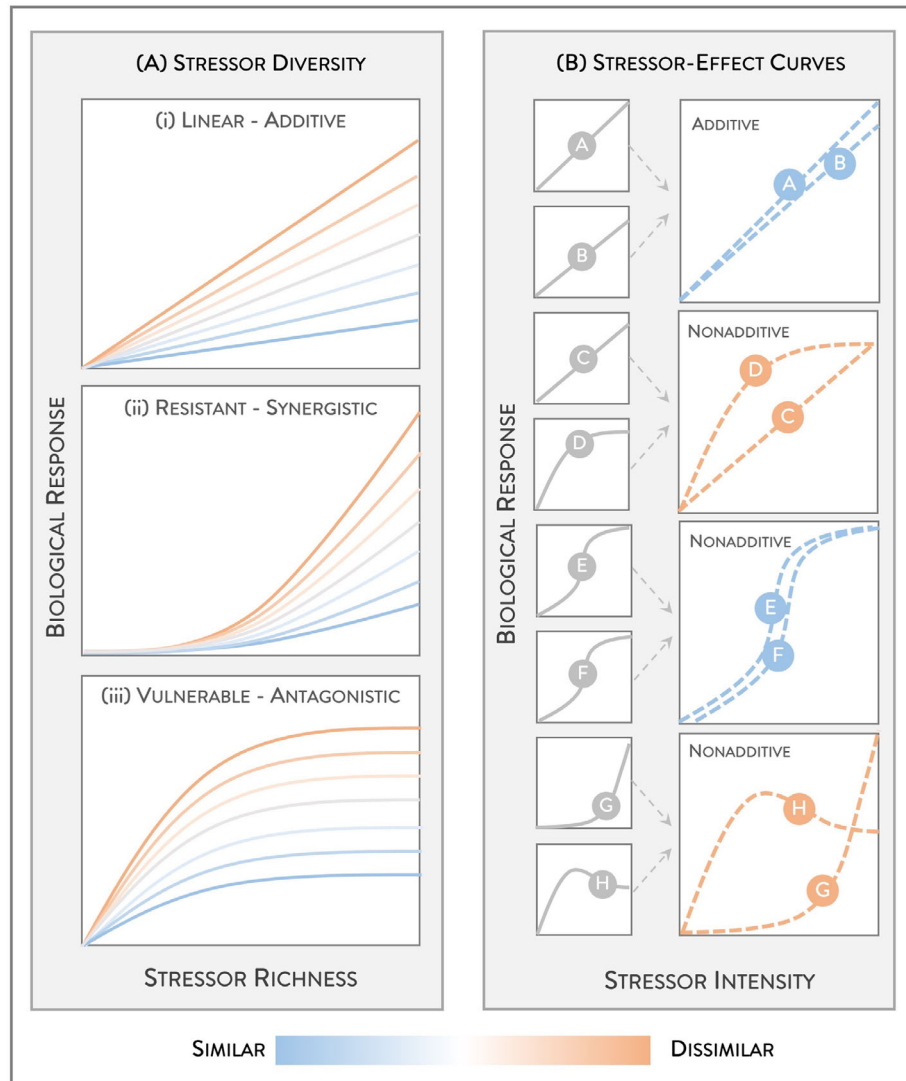 (A) STRESSOR DIVERSITY
(i) LINEAR - ADDITIVE
(ii) RESISTANT - SYNERGISTIC
(iii) VULNERABLE - ANTAGONISTIC
BIOLOGICAL RESPONSE
STRESSOR RICHNESS
(B) STRESSOR-EFFECT CURVES
A
B
C
D
E
F
G
H
ADDITIVE
A
B
NONADDITIVE
D
C
NONADDITIVE
E
F
NONADDITIVE
H
G
BIOLOGICAL RESPONSE
STRESSOR INTENSITY
SIMILAR
DISSIMILAR